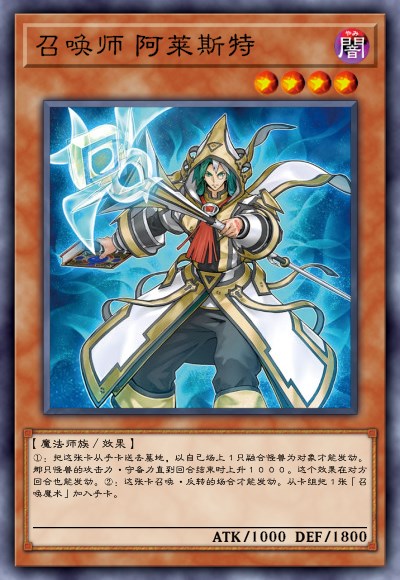 召唤师 阿莱斯特
やみ
闇
【魔法师族／效果】
①：把这张卡从手卡送去墓地，以自己场上１只融合怪兽为对象才能发动。
那只怪兽的攻击力·守备力直到回合结束时上升１０００。这个效果在对方
回合也能发动。②：这张卡召唤·反转的场合才能发动。从卡组把１张「召
唤魔术」加入手卡。
ATK/1000 DEF/1800